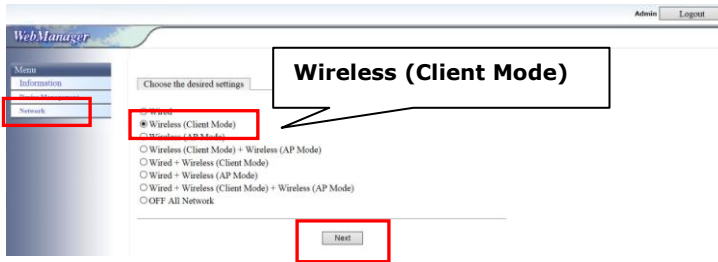 Admin Logout
WebManager
Menu
Information
Device Management
Network
Choose the desired settings
Wireless (Client Mode)
Wired
Wireless (Client Mode)
Wireless (AP Mode)
Wireless (Client Mode) + Wireless (AP Mode)
Wired + Wireless (Client Mode)
Wired + Wireless (AP Mode)
Wired + Wireless (Client Mode) + Wireless (AP Mode)
OFF All Network
Next